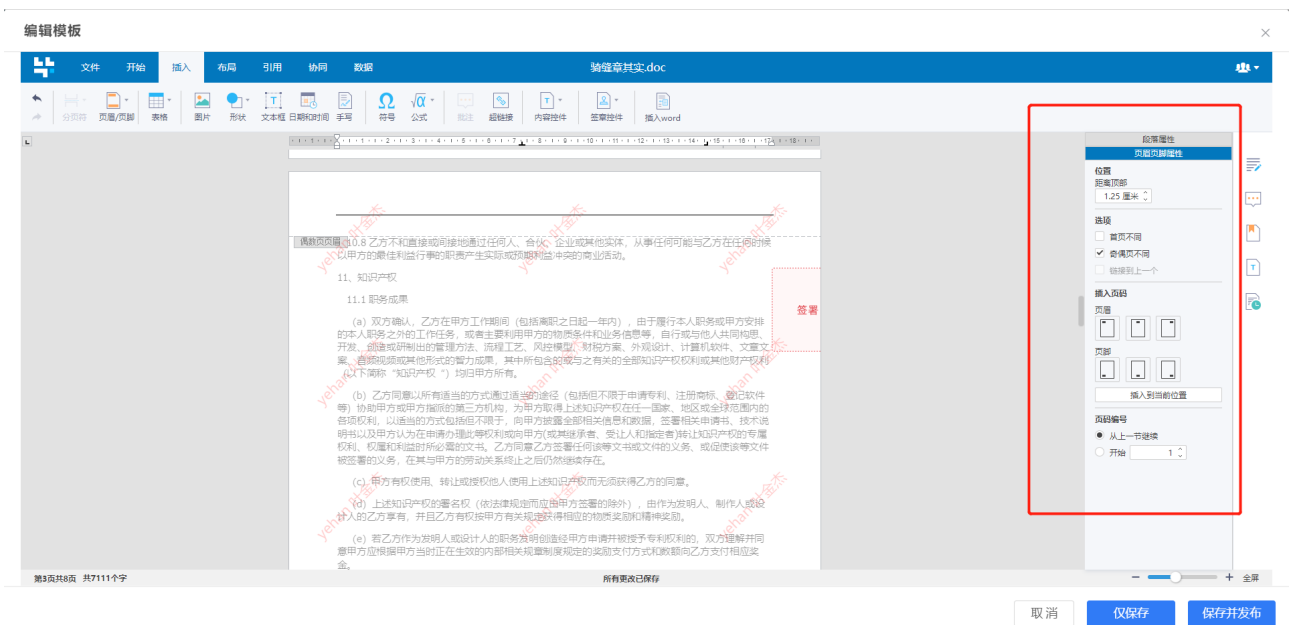 编辑模板
文件 开始 插入 布局 引用 协同 数据 骑缝章其实.doc
分页符 页眉/页脚 表格 图片 形状 文本框 日期和时间 手写 符号 公式 批注 超链接 内容控件 签章控件 插入word
段落属性
页眉页脚属性
位置
距离顶部
1.25 厘米
选项
首页不同
奇偶页不同
链接到上一个
插入页码
页眉
页脚
插入到当前位置
页码编号
从上一节继续
开始 1
偶数页页眉
10.8 乙方不和直接或间接地通过任何人、合伙、企业或其他实体，从事任何可能与乙方在任何时候
以甲方的最佳利益行事的职责产生实际或预期利益冲突的商业活动。
11、知识产权
11.1 职务成果
(a) 双方确认，乙方在甲方工作期间（包括离职之日起一年内），由于履行本人职务或甲方安排
的本人职务之外的工作任务，或者主要利用甲方的物质条件和业务信息等，自行或与他人共同构思、
开发、创造或研制出的管理方法、流程工艺、风控模型、财税方案、外观设计、计算机软件、文章文
案、音频视频或其他形式的智力成果，其中所包含的或与之有关的全部知识产权权利或其他财产权利
（以下简称“知识产权 “）均归甲方所有。
(b) 乙方同意以所有适当的方式通过适当的途径（包括但不限于申请专利、注册商标、登记软件
等）协助甲方或甲方指派的第三方机构，为甲方取得上述知识产权在任一国家、地区或全球范围内的
各项权利，以适当的方式包括但不限于，向甲方披露全部相关信息和数据，签署相关申请书、技术说
明书以及甲方认为在申请办理此等权利或向甲方(或其继承者、受让人和指定者)转让知识产权的专属
权利、权属和利益时所必需的文书。乙方同意乙方签署任何该等文书或文件的义务，或促使该等文件
被签署的义务，在其与甲方的劳动关系终止之后仍然继续存在。
(c) 甲方有权使用、转让或授权他人使用上述知识产权而无须获得乙方的同意。
(d) 上述知识产权的署名权（依法律规定而应由甲方签署的除外），由作为发明人、制作人或设
计人的乙方享有，并且乙方有权按甲方有关规定获得相应的物质奖励和精神奖励。
(e) 若乙方作为发明人或设计人的职务发明创造经甲方申请并被授予专利权利的，双方理解并同
意甲方应根据甲方当时正在生效的内部相关规章制度规定的奖励支付方式和数额向乙方支付相应奖
金。
签署
yehan 叶金杰
yehan 叶金杰
yehan 叶金杰
yehan 叶金杰
yehan 叶金杰
yehan 叶金杰
yehan 叶金杰
yehan 叶金杰
yehan 叶金杰
第3页共8页 共7111个字 所有更改已保存 全屏
取消 仅保存 保存并发布